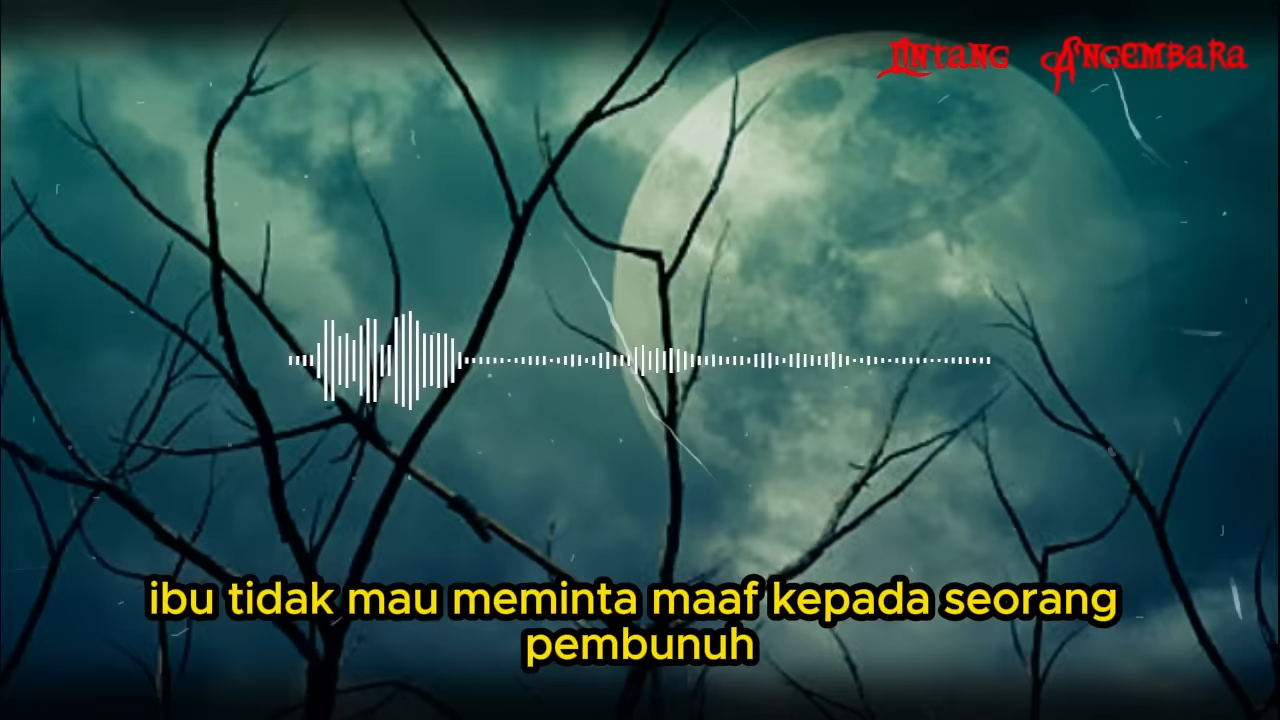 Lintang Angembara
ibu tidak mau meminta maaf kepada seorang
pembunuh